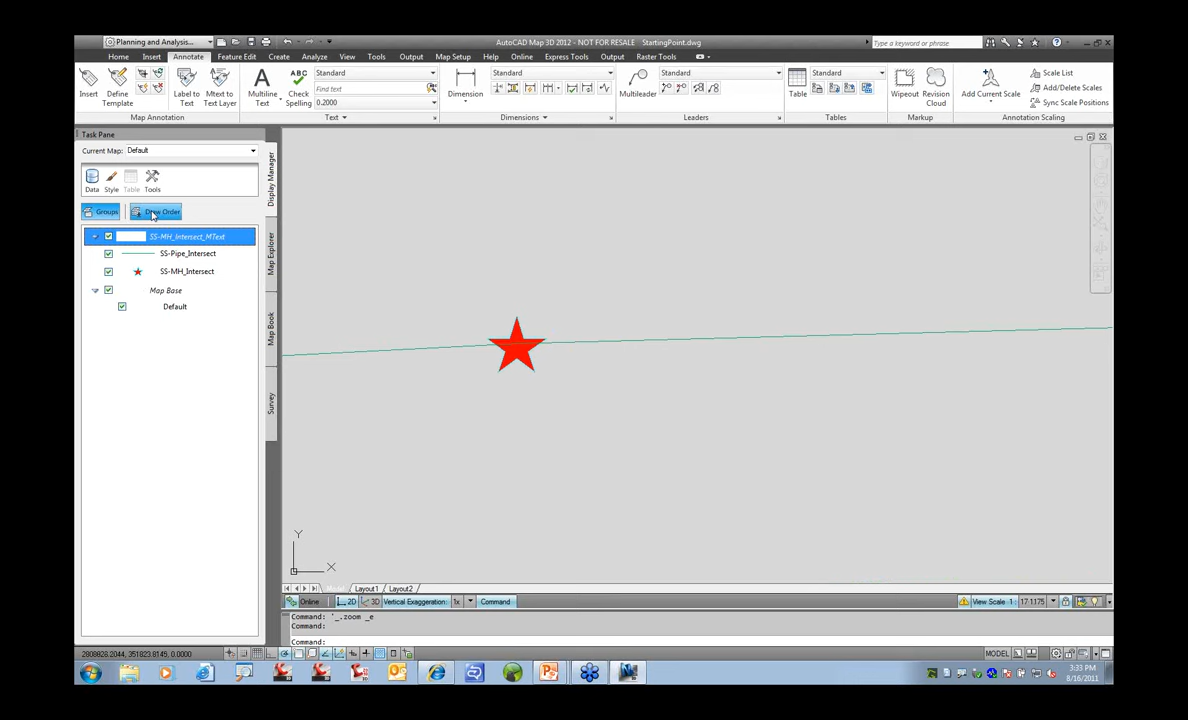 Planning and Analysis... AutoCAD Map 3D 2012 - NOT FOR RESALE StartingPoint.dwg Type a keyword or phrase
Home Insert Annotate Feature Edit Create Analyze View Tools Output Map Setup Help Online Express Tools Output Raster Tools
Insert Define Template Label to Text Mtext to Text Layer
Multiline Text Check Spelling Standard
Find text
0.2000
Dimension Standard
Multileader Standard
Table Standard
Wipeout Revision Cloud
Add Current Scale Scale List
Add/Delete Scales
Sync Scale Positions
Map Annotation Text Dimensions Leaders Tables Markup Annotation Scaling
Task Pane
Current Map: Default
Data Style Table Tools
Groups Draw Order
SS-MH_Intersect_MText
SS-Pipe_Intersect
SS-MH_Intersect
Map Base
Default
Display Manager
Map Explorer
Map Book
Survey
Y
X
Model Layout1 Layout2
Online 2D 3D Vertical Exaggeration: 1x Command View Scale 1 : 17.1175
Command: '_.zoom _e
Command:
Command:
2808828.2044, 351823.8145, 0.0000 MODEL
3:33 PM
8/16/2011